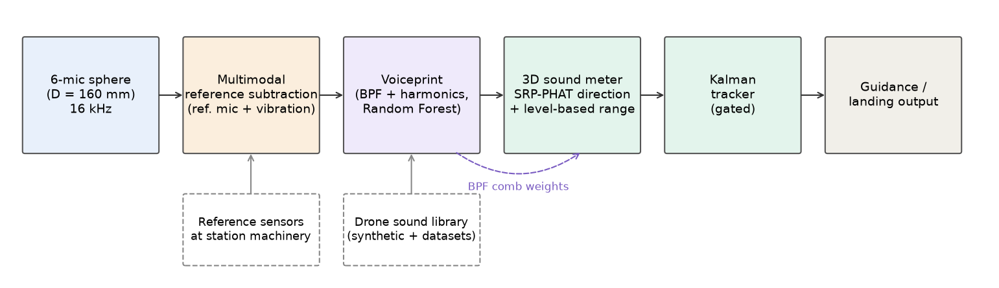 6-mic sphere
(D = 160 mm)
16 kHz
Multimodal
reference subtraction
(ref. mic + vibration)
Voiceprint
(BPF + harmonics,
Random Forest)
3D sound meter
SRP-PHAT direction
+ level-based range
Kalman
tracker
(gated)
Guidance /
landing output
BPF comb weights
Reference sensors
at station machinery
Drone sound library
(synthetic + datasets)